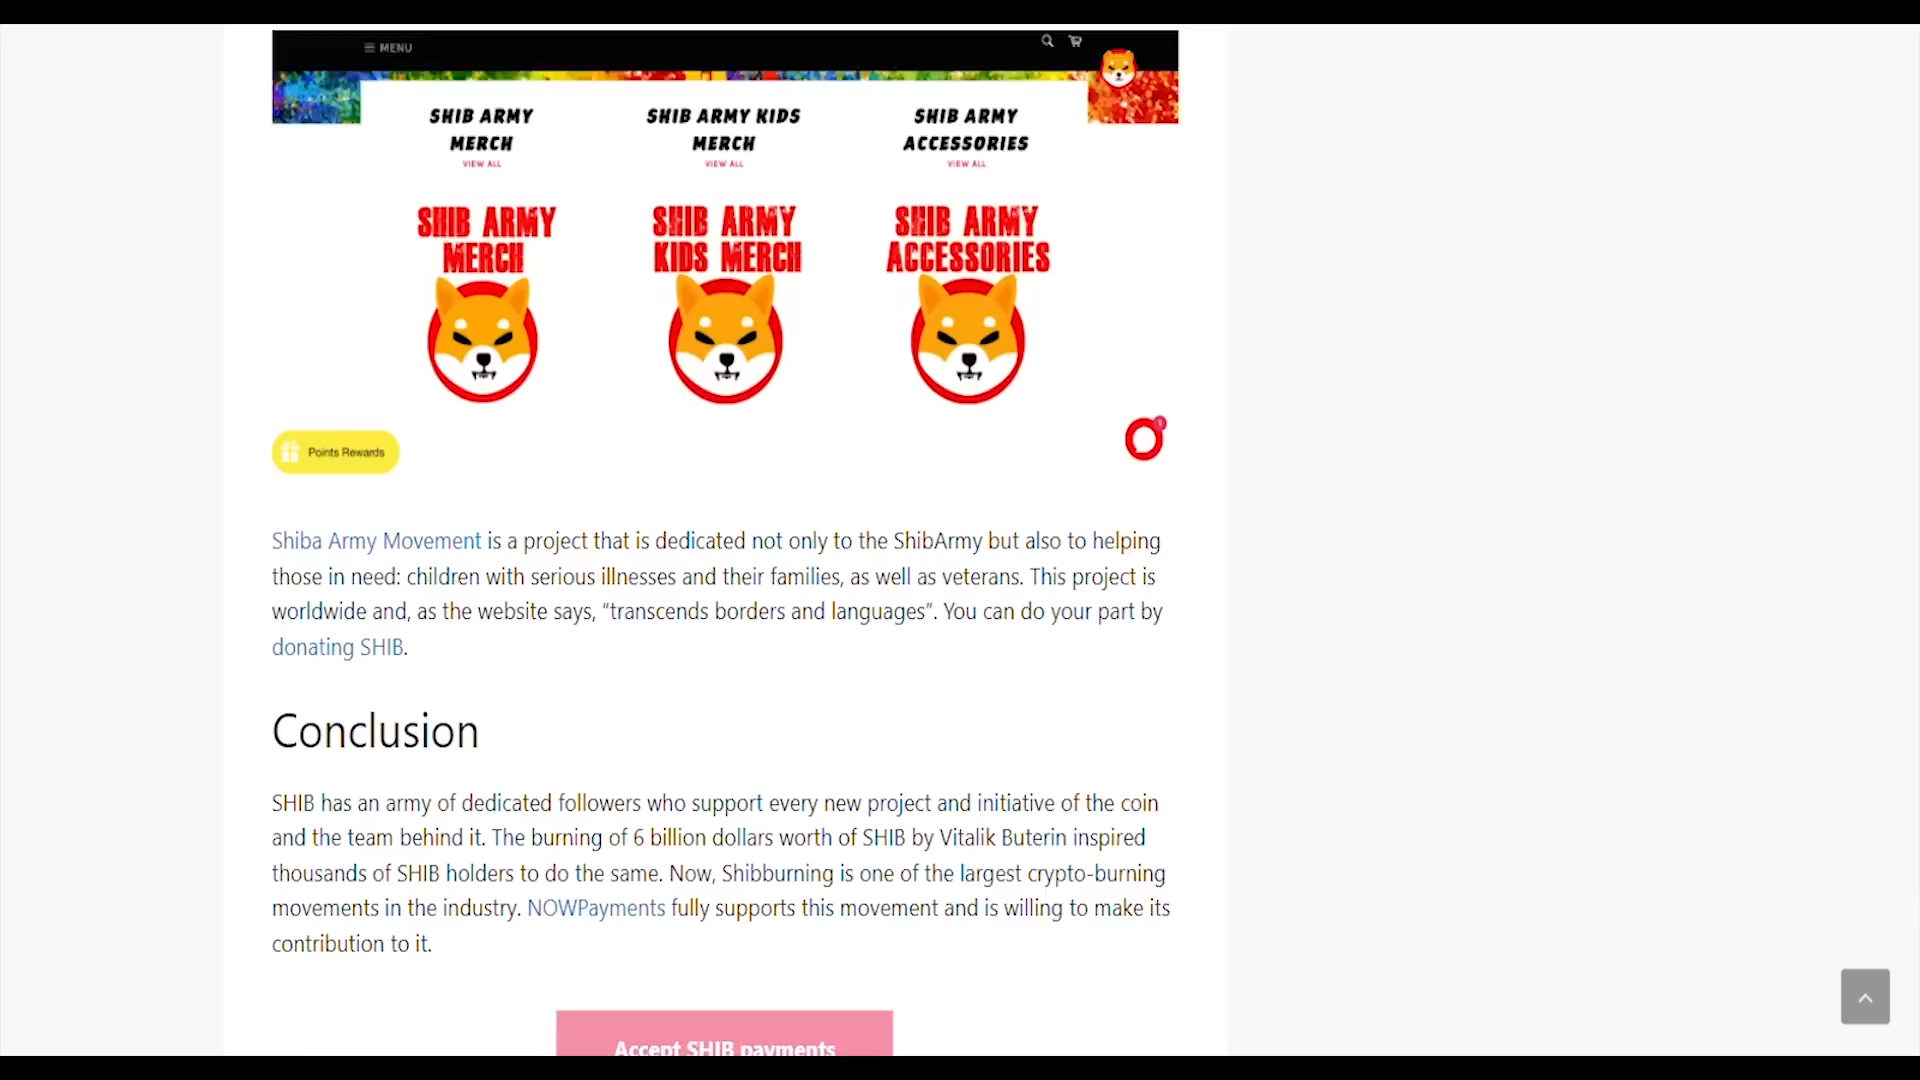 MENU
SHIB ARMY
MERCH
VIEW ALL
SHIB ARMY KIDS
MERCH
VIEW ALL
SHIB ARMY
ACCESSORIES
VIEW ALL
SHIB ARMY
MERCH
SHIB ARMY
KIDS MERCH
SHIB ARMY
ACCESSORIES
Points Rewards
Shiba Army Movement is a project that is dedicated not only to the ShibArmy but also to helping
those in need: children with serious illnesses and their families, as well as veterans. This project is
worldwide and, as the website says, “transcends borders and languages”. You can do your part by
donating SHIB.
Conclusion
SHIB has an army of dedicated followers who support every new project and initiative of the coin
and the team behind it. The burning of 6 billion dollars worth of SHIB by Vitalik Buterin inspired
thousands of SHIB holders to do the same. Now, Shibburning is one of the largest crypto-burning
movements in the industry. NOWPayments fully supports this movement and is willing to make its
contribution to it.
Accept SHIB payments